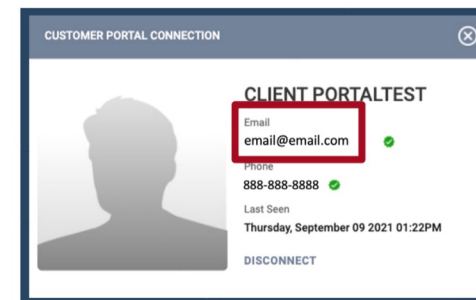 CUSTOMER PORTAL CONNECTION
CLIENT PORTALTEST
Email
email@email.com
Phone
888-888-8888
Last Seen
Thursday, September 09 2021 01:22PM
DISCONNECT